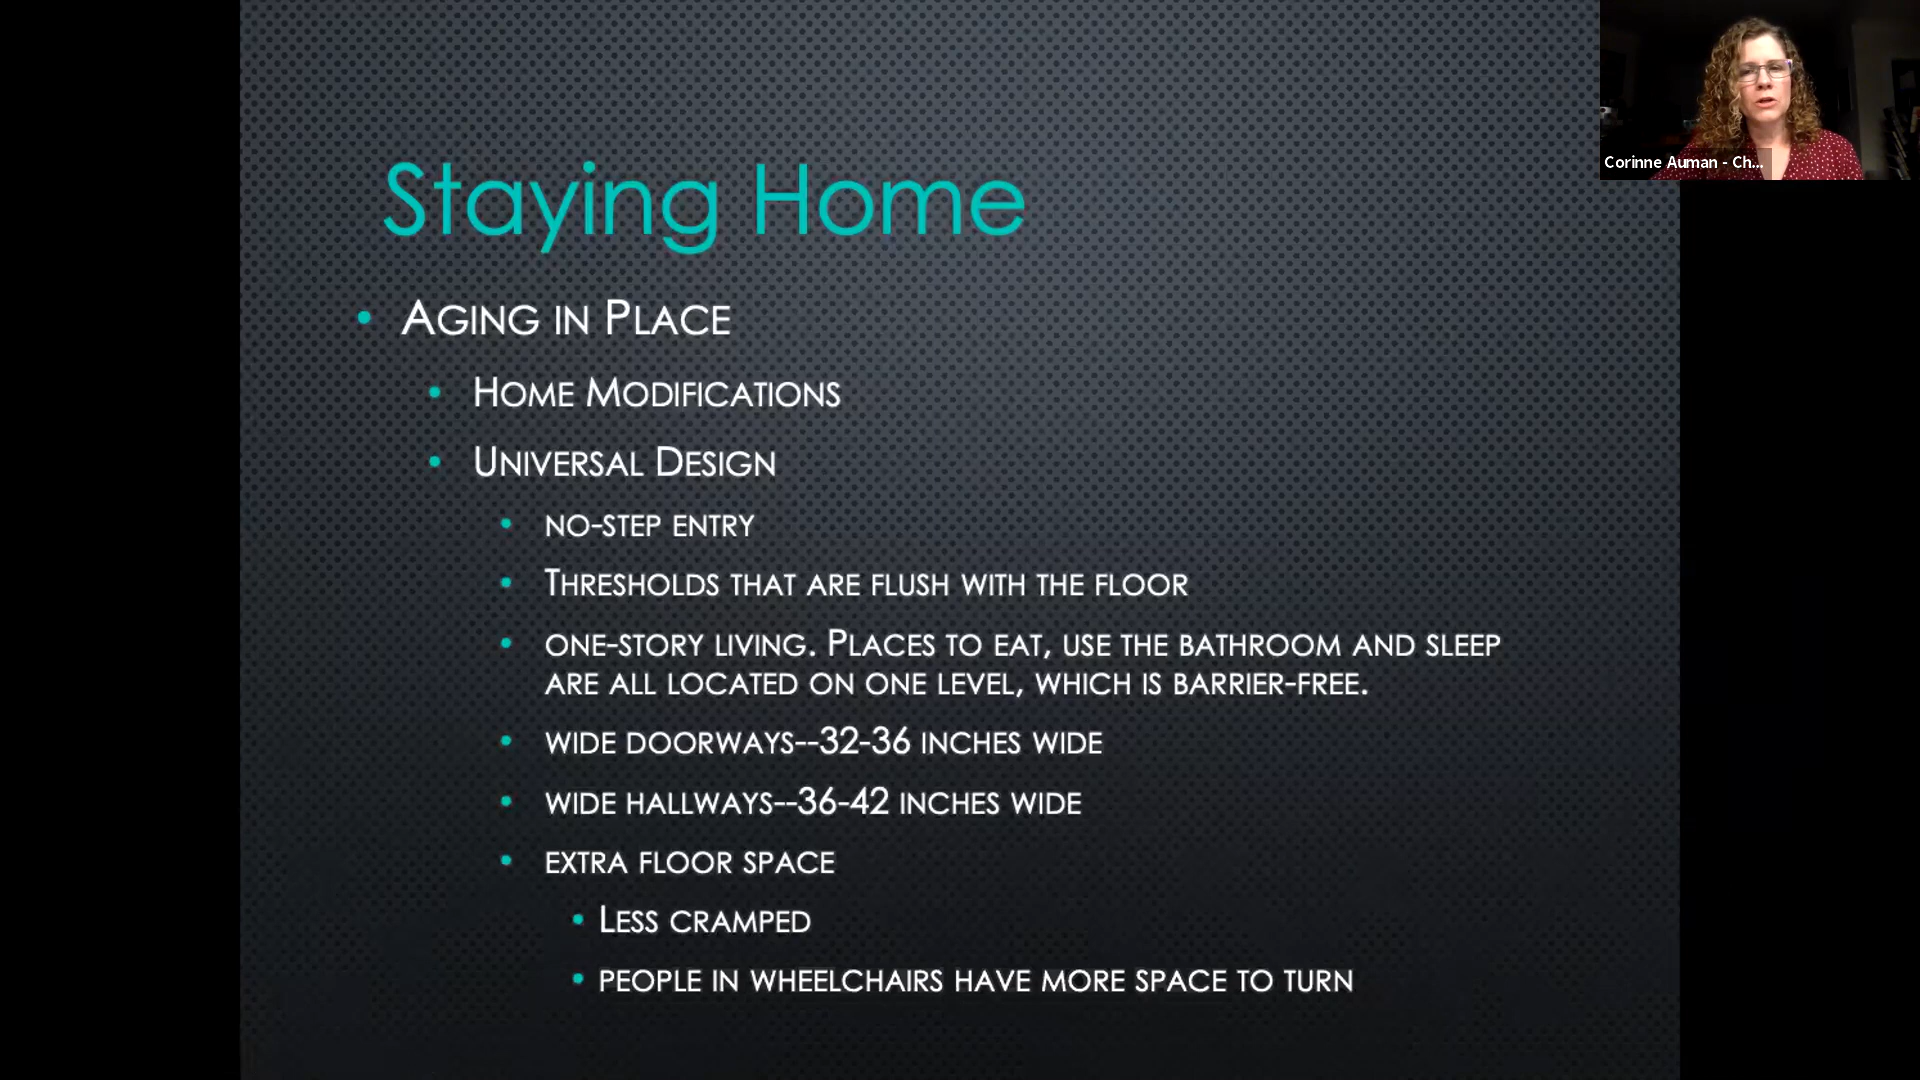 Staying Home
Aging in Place
Home Modifications
Universal Design
no-step entry
Thresholds that are flush with the floor
one-story living. Places to eat, use the bathroom and sleep
are all located on one level, which is barrier-free.
wide doorways--32-36 inches wide
wide hallways--36-42 inches wide
extra floor space
Less cramped
people in wheelchairs have more space to turn
Corinne Auman - Ch...